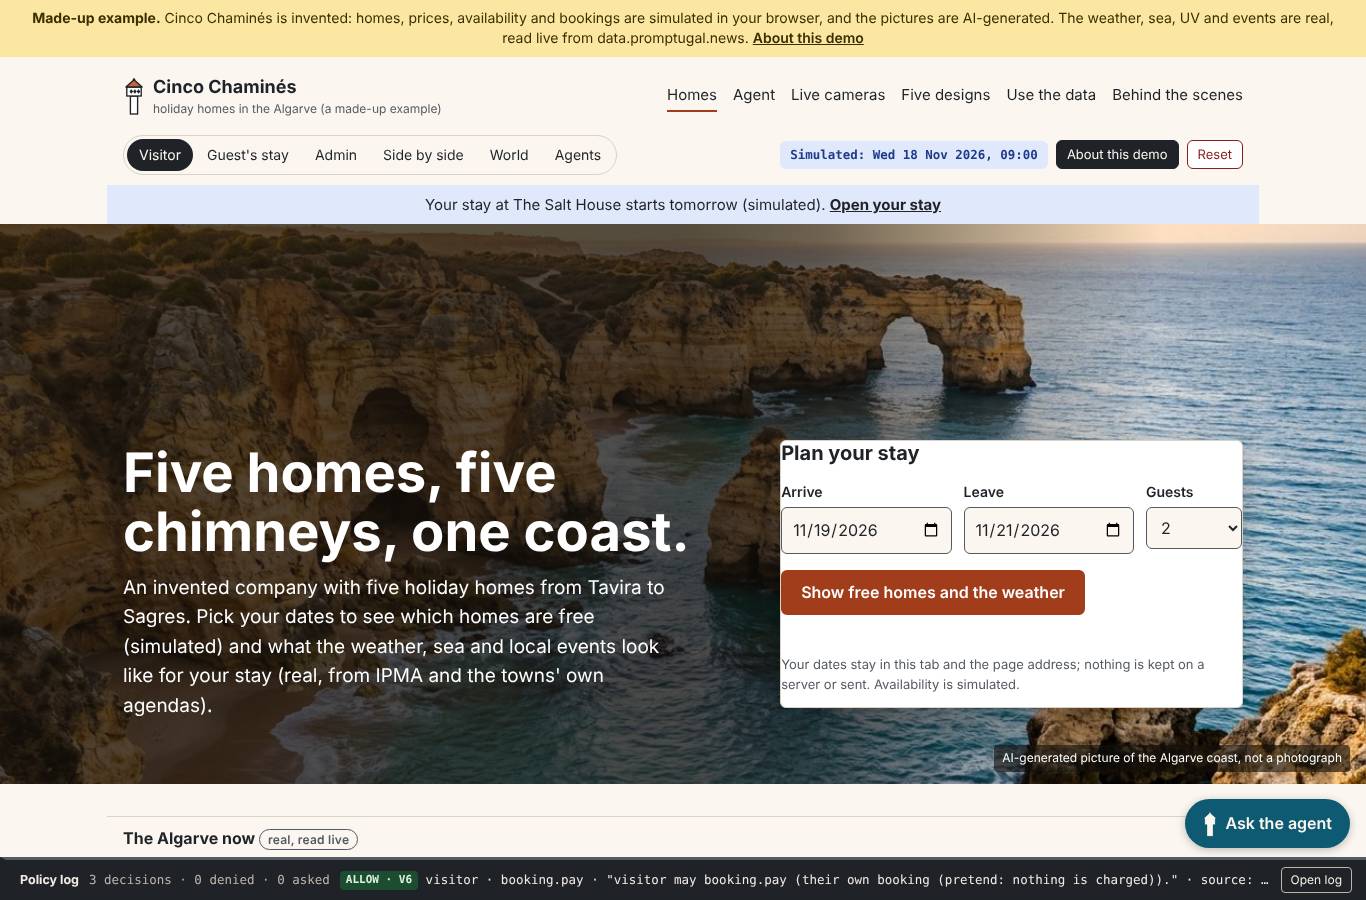 Made-up example. Cinco Chaminés is invented: homes, prices, availability and bookings are simulated in your browser, and the pictures are AI-generated. The weather, sea, UV and events are real,
read live from data.promptugal.news. About this demo
Cinco Chaminés
holiday homes in the Algarve (a made-up example)
Homes Agent Live cameras Five designs Use the data Behind the scenes
Visitor Guest's stay Admin Side by side World Agents
Simulated: Wed 18 Nov 2026, 09:00 About this demo Reset
Your stay at The Salt House starts tomorrow (simulated). Open your stay
Five homes, five
chimneys, one coast.
An invented company with five holiday homes from Tavira to
Sagres. Pick your dates to see which homes are free
(simulated) and what the weather, sea and local events look
like for your stay (real, from IPMA and the towns' own
agendas).
Plan your stay
Arrive Leave Guests
11/19/2026 11/21/2026 2
Show free homes and the weather
Your dates stay in this tab and the page address; nothing is kept on a
server or sent. Availability is simulated.
AI-generated picture of the Algarve coast, not a photograph
The Algarve now real, read live
Ask the agent
Policy log 3 decisions · 0 denied · 0 asked ALLOW · V6 visitor · booking.pay · "visitor may booking.pay (their own booking (pretend: nothing is charged))." · source: … Open log